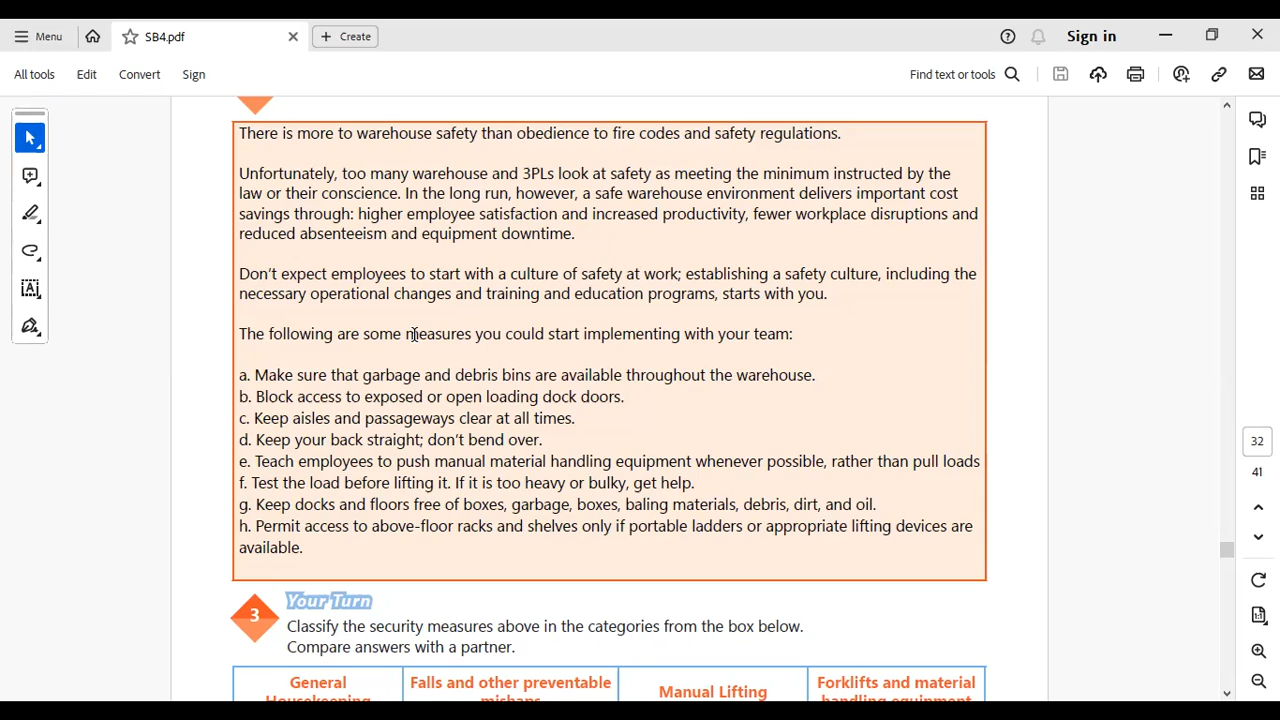 Menu
SB4.pdf
Create
Sign in
All tools
Edit
Convert
Sign
Find text or tools
There is more to warehouse safety than obedience to fire codes and safety regulations.
Unfortunately, too many warehouse and 3PLs look at safety as meeting the minimum instructed by the
law or their conscience. In the long run, however, a safe warehouse environment delivers important cost
savings through: higher employee satisfaction and increased productivity, fewer workplace disruptions and
reduced absenteeism and equipment downtime.
Don't expect employees to start with a culture of safety at work; establishing a safety culture, including the
necessary operational changes and training and education programs, starts with you.
The following are some measures you could start implementing with your team:
a. Make sure that garbage and debris bins are available throughout the warehouse.
b. Block access to exposed or open loading dock doors.
c. Keep aisles and passageways clear at all times.
d. Keep your back straight; don't bend over.
e. Teach employees to push manual material handling equipment whenever possible, rather than pull loads
f. Test the load before lifting it. If it is too heavy or bulky, get help.
g. Keep docks and floors free of boxes, garbage, boxes, baling materials, debris, dirt, and oil.
h. Permit access to above-floor racks and shelves only if portable ladders or appropriate lifting devices are
available.
3
Your Turn
Classify the security measures above in the categories from the box below.
Compare answers with a partner.
General
Housekeeping
Falls and other preventable
mishaps
Manual Lifting
Forklifts and material
handling equipment
32
41